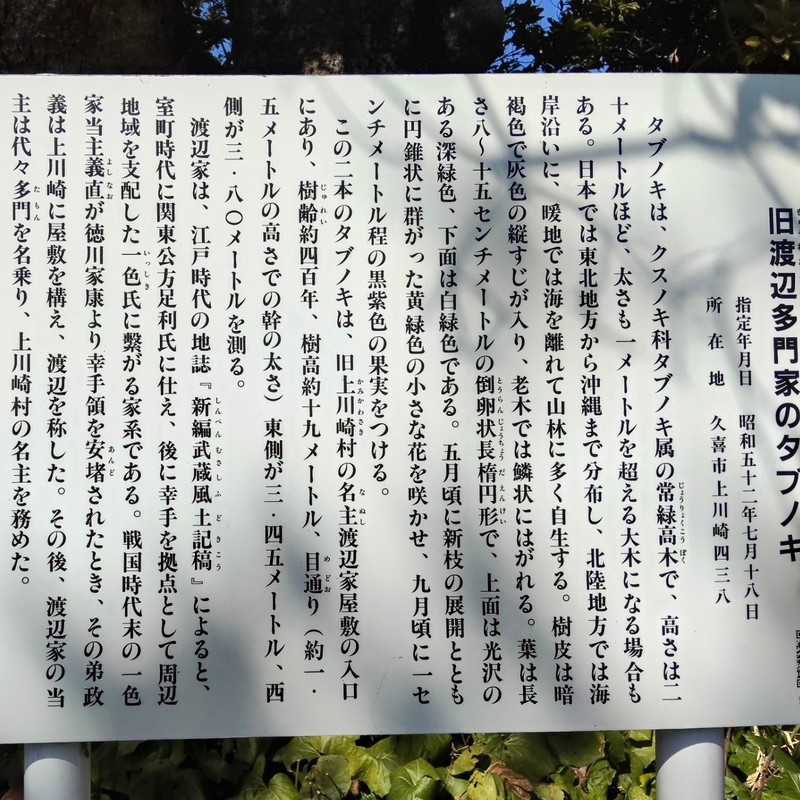 旧渡辺多門家のタブノキ
指定年月日　昭和五十二年七月十八日
所在地　久喜市上川崎四三八
タブノキは、クスノキ科タブノキ属の常緑高木で、高さは二
十メートルほど、太さも一メートルを超える大木になる場合も
ある。日本では東北地方から沖縄まで分布し、北陸地方では海
岸沿いに、暖地では海を離れて山林に多く自生する。樹皮は暗
褐色で灰色の縦すじが入り、老木では鱗状にはがれる。葉は長
さ八〜十五センチメートルの倒卵状長楕円形で、上面は光沢の
ある深緑色、下面は白緑色である。五月頃に新枝の展開ととも
に円錐状に群がった黄緑色の小さな花を咲かせ、九月頃に一セ
ンチメートル程の黒紫色の果実をつける。
この二本のタブノキは、旧上川崎村の名主渡辺家屋敷の入口
にあり、樹齢約四百年、樹高約十九メートル、目通り（約一・
五メートルの高さでの幹の太さ）東側が三・四五メートル、西
側が三・八〇メートルを測る。
渡辺家は、江戸時代の地誌『新編武蔵風土記稿』によると、
室町時代に関東公方足利氏に仕え、後に幸手を拠点として周辺
地域を支配した一色氏に繋がる家系である。戦国時代末の一色
家当主義直が徳川家康より幸手領を安堵されたとき、その弟政
義は上川崎に屋敷を構え、渡辺を称した。その後、渡辺家の当
主は代々多門を名乗り、上川崎村の名主を務めた。